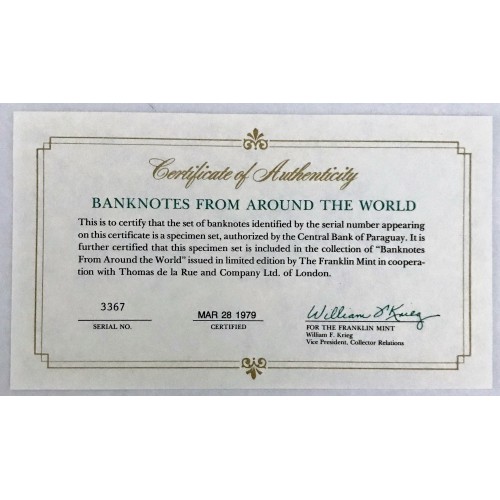 Certificate of Authenticity
BANKNOTES FROM AROUND THE WORLD
This is to certify that the set of banknotes identified by the serial number appearing
on this certificate is a specimen set, authorized by the Central Bank of Paraguay. It is
further certified that this specimen set is included in the collection of "Banknotes
From Around the World" issued in limited edition by The Franklin Mint in coopera-
tion with Thomas de la Rue and Company Ltd. of London.
3367
SERIAL NO.
MAR 28 1979
CERTIFIED
William F Krieg
FOR THE FRANKLIN MINT
William F. Krieg
Vice President, Collector Relations